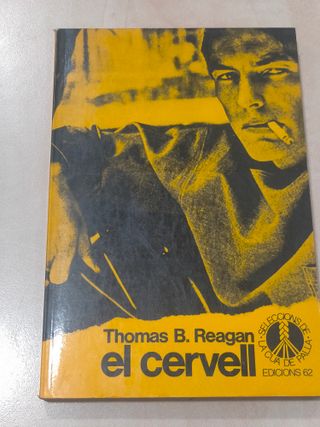 Thomas B. Reagan
el cervell
SELECCIONS DE
LA CUA DE PALLA
EDICIONS 62